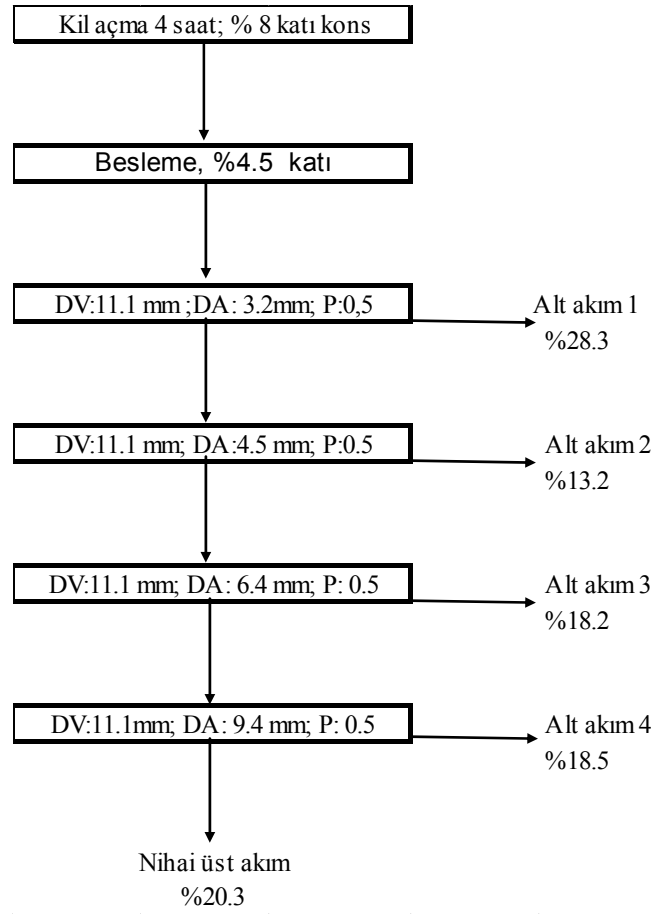 Kil açma 4 saat; % 8 katı kons
Besleme, %4.5 katı
DV:11.1 mm ;DA: 3.2mm; P:0,5
Alt akım 1
%28.3
DV:11.1 mm; DA:4.5 mm; P:0.5
Alt akım 2
%13.2
DV:11.1 mm; DA: 6.4 mm; P: 0.5
Alt akım 3
%18.2
DV:11.1mm; DA: 9.4 mm; P: 0.5
Alt akım 4
%18.5
Nihai üst akım
%20.3